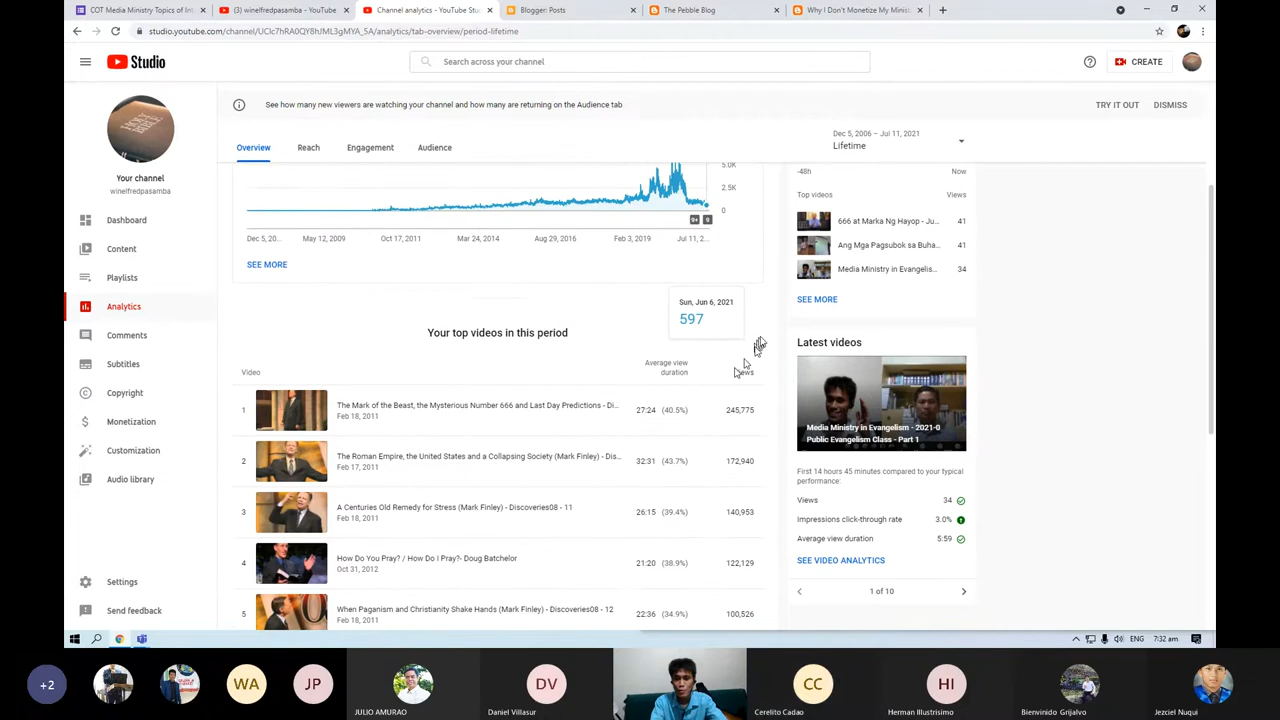 COT Media Ministry Topics of Int
(3) winelfredpasamba - YouTube
Channel analytics - YouTube Stu
Blogger: Posts
The Pebble Blog
Why I Don't Monetize My Minist
studio.youtube.com/channel/UCIc7hRA0QY8hJML3gMYA_5A/analytics/tab-overview/period-lifetime
Studio
Search across your channel
CREATE
See how many new viewers are watching your channel and how many are returning on the Audience tab
TRY IT OUT
DISMISS
Your channel
winelfredpasamba
Dashboard
Content
Playlists
Analytics
Comments
Subtitles
Copyright
Monetization
Customization
Audio library
Settings
Send feedback
Overview
Reach
Engagement
Audience
Dec 5, 2006 – Jul 11, 2021
Lifetime
5.0K
2.5K
0
9+
9
Dec 5, 20...
May 12, 2009
Oct 17, 2011
Mar 24, 2014
Aug 29, 2016
Feb 3, 2019
Jul 11, 2...
SEE MORE
Sun, Jun 6, 2021
597
Your top videos in this period
Video
Average view
duration
Views
1
The Mark of the Beast, the Mysterious Number 666 and Last Day Predictions - Di...
Feb 18, 2011
27:24 (40.5%)
245,775
2
The Roman Empire, the United States and a Collapsing Society (Mark Finley) - Dis...
Feb 17, 2011
32:31 (43.7%)
172,940
3
A Centuries Old Remedy for Stress (Mark Finley) - Discoveries08 - 11
Feb 18, 2011
26:15 (39.4%)
140,953
4
How Do You Pray? / How Do I Pray?- Doug Batchelor
Oct 31, 2012
21:20 (38.9%)
122,129
5
When Paganism and Christianity Shake Hands (Mark Finley) - Discoveries08 - 12
Feb 18, 2011
22:36 (34.9%)
100,526
-48h
Now
Top videos
Views
666 at Marka Ng Hayop - Ju...
41
Ang Mga Pagsubok sa Buha...
41
Media Ministry in Evangelis...
34
SEE MORE
Latest videos
Media Ministry in Evangelism - 2021-0
Public Evangelism Class - Part 1
First 14 hours 45 minutes compared to your typical
performance:
Views
34
Impressions click-through rate
3.0%
Average view duration
5:59
SEE VIDEO ANALYTICS
1 of 10
ENG
7:32 am
+2
WA
JP
JULIO AMURAO
DV
Daniel Villasur
CC
Cerelito Cadao
HI
Herman Illustrisimo
Bienvenido Grijalvo
Jezciel Nuqui